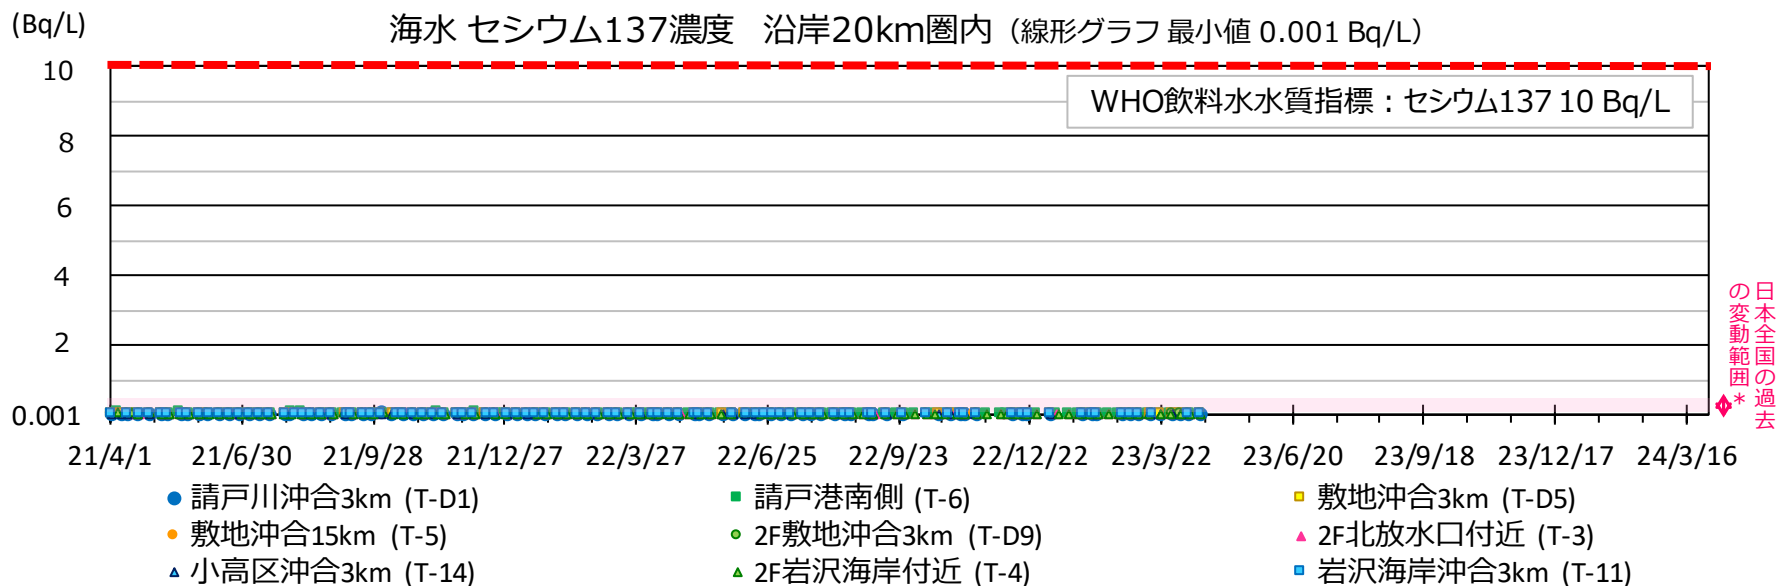 (Bq/L)
海水 セシウム137濃度 沿岸20km圏内（線形グラフ 最小値 0.001 Bq/L）
10
WHO飲料水水質指標：セシウム137 10 Bq/L
8
6
4
2
0.001
日本全国の過去
の変動範囲*
21/4/1 21/6/30 21/9/28 21/12/27 22/3/27 22/6/25 22/9/23 22/12/22 23/3/22 23/6/20 23/9/18 23/12/17 24/3/16
請戸川沖合3km (T-D1) 請戸港南側 (T-6) 敷地沖合3km (T-D5)
敷地沖合15km (T-5) 2F敷地沖合3km (T-D9) 2F北放水口付近 (T-3)
小高区沖合3km (T-14) 2F岩沢海岸付近 (T-4) 岩沢海岸沖合3km (T-11)